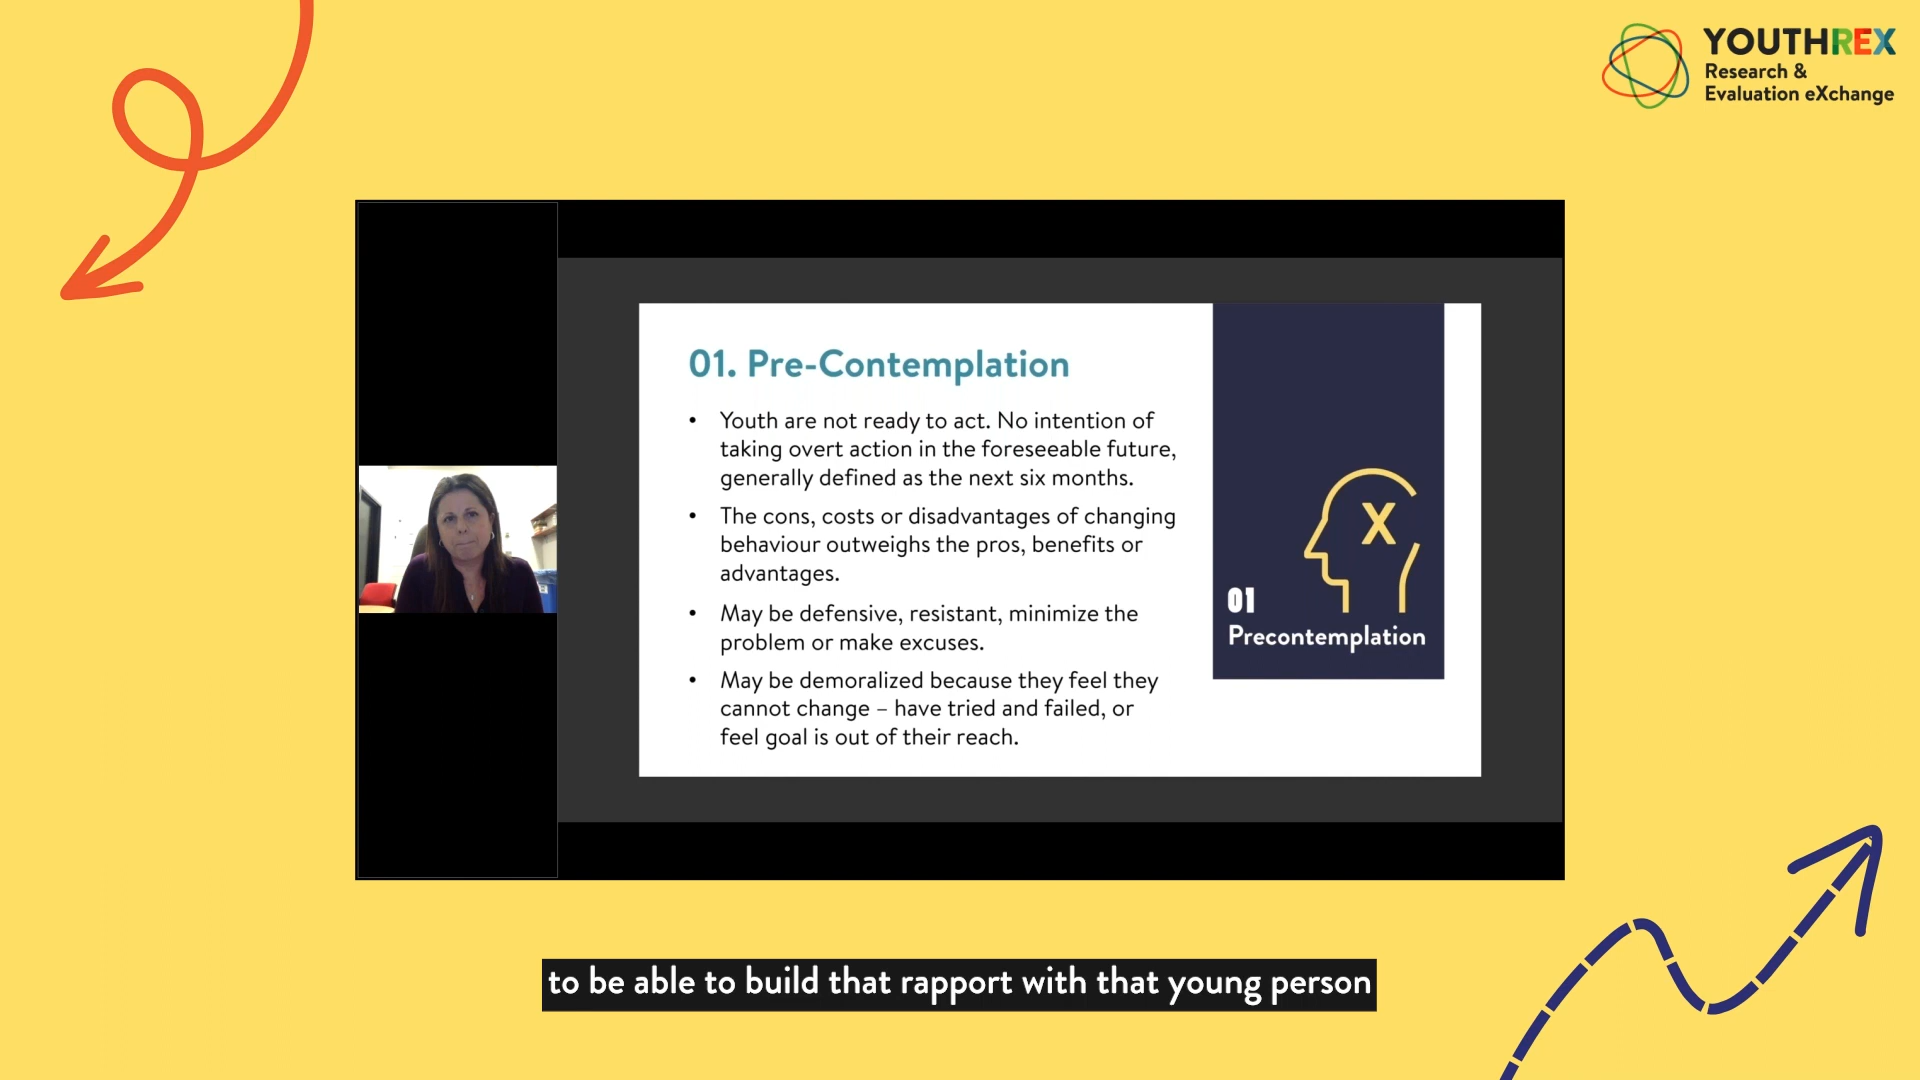 YOUTHREX
Research &
Evaluation eXchange
01. Pre-Contemplation
• Youth are not ready to act. No intention of
taking overt action in the foreseeable future,
generally defined as the next six months.
• The cons, costs or disadvantages of changing
behaviour outweighs the pros, benefits or
advantages.
• May be defensive, resistant, minimize the
problem or make excuses.
• May be demoralized because they feel they
cannot change – have tried and failed, or
feel goal is out of their reach.
X
01
Precontemplation
to be able to build that rapport with that young person